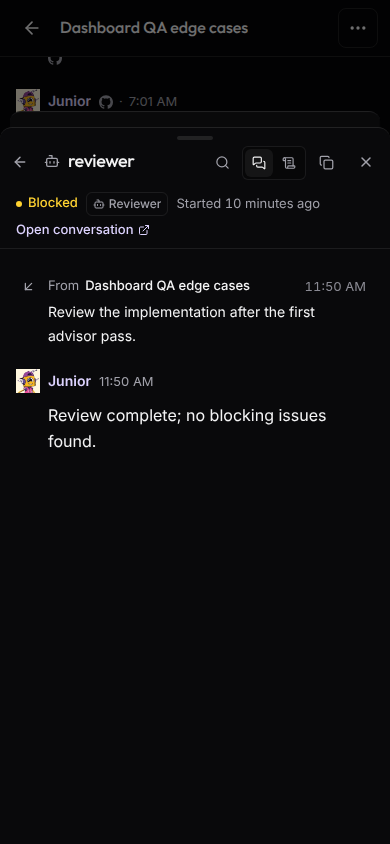 Dashboard QA edge cases
Junior · 7:01 AM
reviewer
Blocked Reviewer Started 10 minutes ago
Open conversation
From Dashboard QA edge cases 11:50 AM
Review the implementation after the first
advisor pass.
Junior 11:50 AM
Review complete; no blocking issues
found.